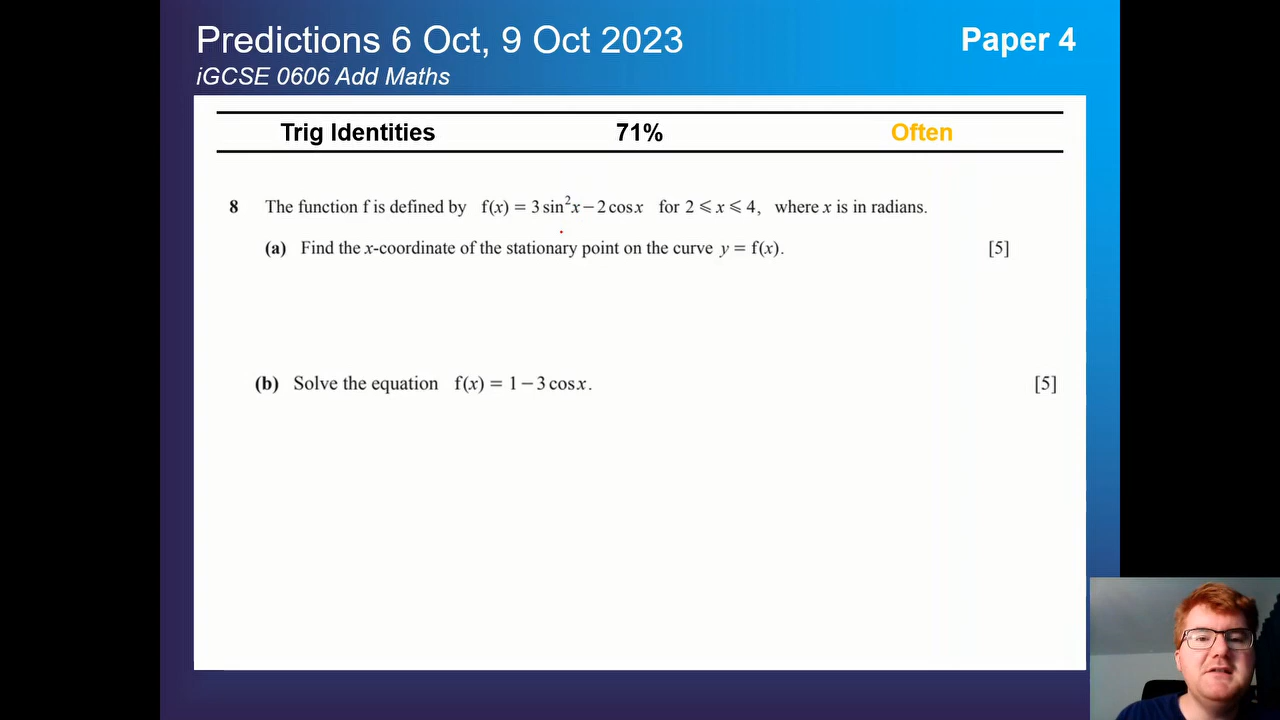 Predictions 6 Oct, 9 Oct 2023
Paper 4
iGCSE 0606 Add Maths
Trig Identities 71% Often
8 The function f is defined by f(x) = 3 sin²x − 2 cos x for 2 ⩽ x ⩽ 4, where x is in radians.
(a) Find the x-coordinate of the stationary point on the curve y = f(x). [5]
(b) Solve the equation f(x) = 1 − 3 cos x. [5]